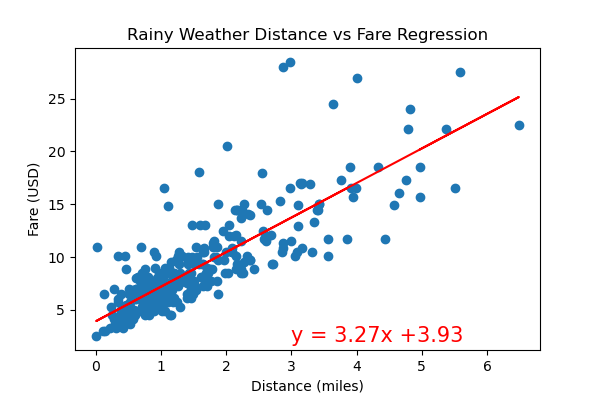 Rainy Weather Distance vs Fare Regression
Fare (USD)
25
20
15
10
5
y = 3.27x +3.93
0 1 2 3 4 5 6
Distance (miles)